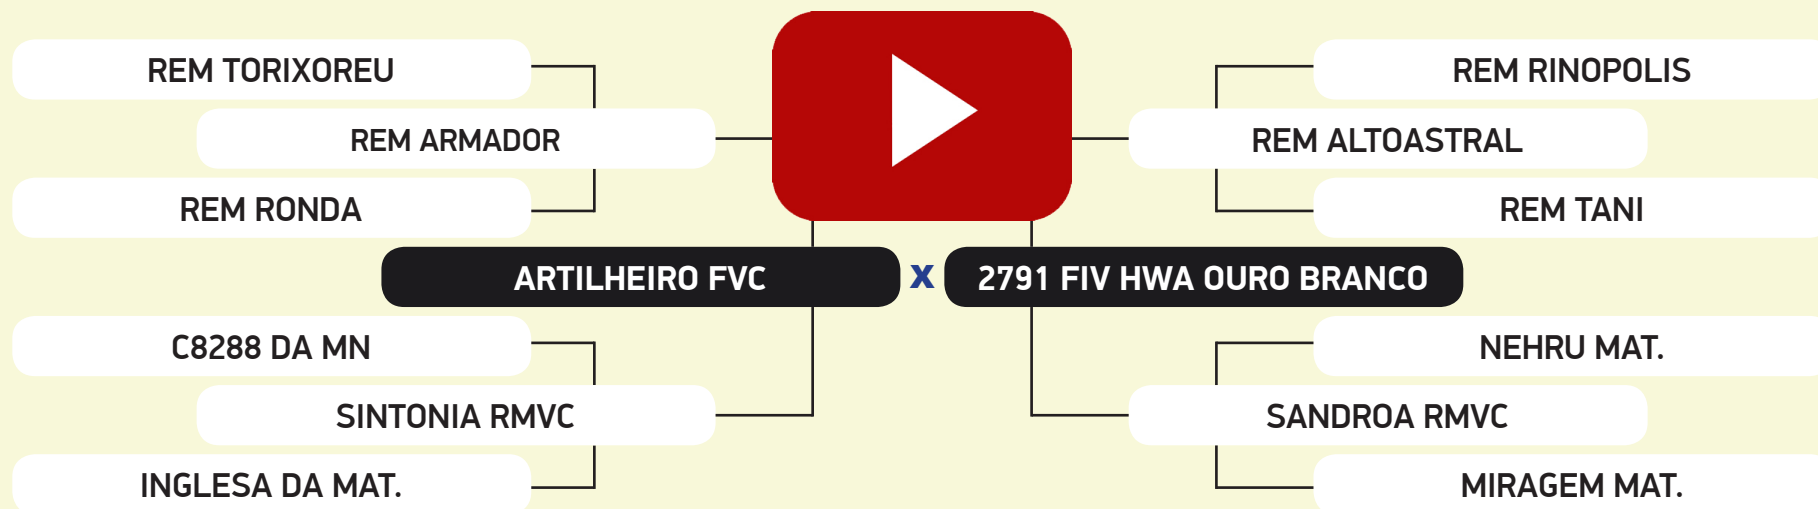 REM TORIXOREU
REM RINOPOLIS
REM ARMADOR
REM ALTOASTRAL
REM RONDA
REM TANI
ARTILHEIRO FVC x 2791 FIV HWA OURO BRANCO
C8288 DA MN
NEHRU MAT.
SINTONIA RMVC
SANDROA RMVC
INGLESA DA MAT.
MIRAGEM MAT.